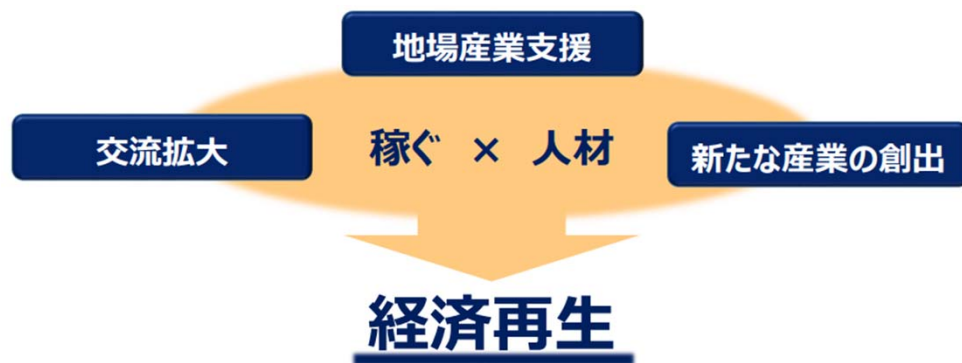 地場産業支援
交流拡大
稼ぐ × 人材
新たな産業の創出
経済再生